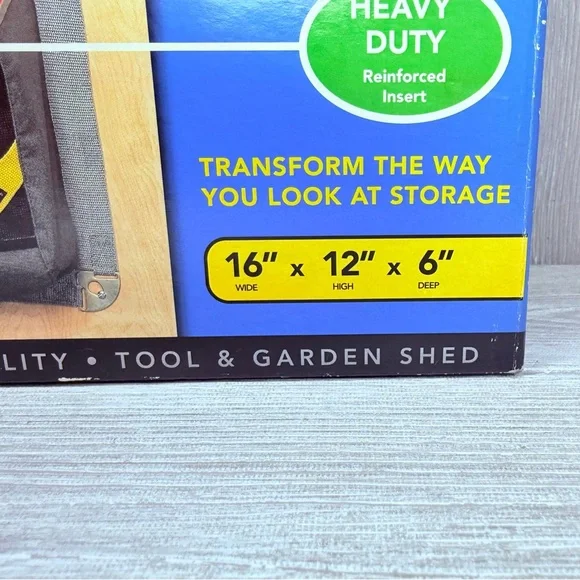 HEAVY
DUTY
Reinforced
Insert
TRANSFORM THE WAY
YOU LOOK AT STORAGE
16" x 12" x 6"
WIDE HIGH DEEP
LITY • TOOL & GARDEN SHED